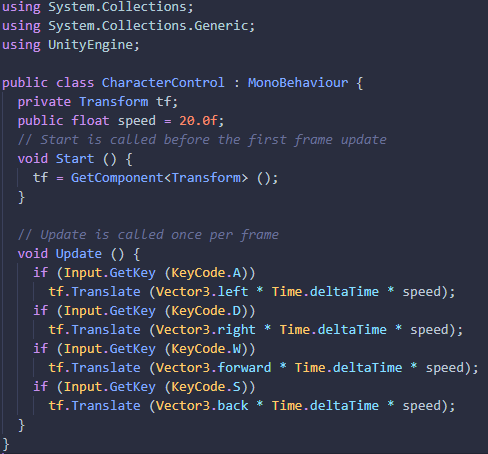 using System.Collections;
using System.Collections.Generic;
using UnityEngine;

public class CharacterControl : MonoBehaviour {
  private Transform tf;
  public float speed = 20.0f;
  // Start is called before the first frame update
  void Start () {
    tf = GetComponent<Transform> ();
  }

  // Update is called once per frame
  void Update () {
    if (Input.GetKey (KeyCode.A))
      tf.Translate (Vector3.left * Time.deltaTime * speed);
    if (Input.GetKey (KeyCode.D))
      tf.Translate (Vector3.right * Time.deltaTime * speed);
    if (Input.GetKey (KeyCode.W))
      tf.Translate (Vector3.forward * Time.deltaTime * speed);
    if (Input.GetKey (KeyCode.S))
      tf.Translate (Vector3.back * Time.deltaTime * speed);
  }
}